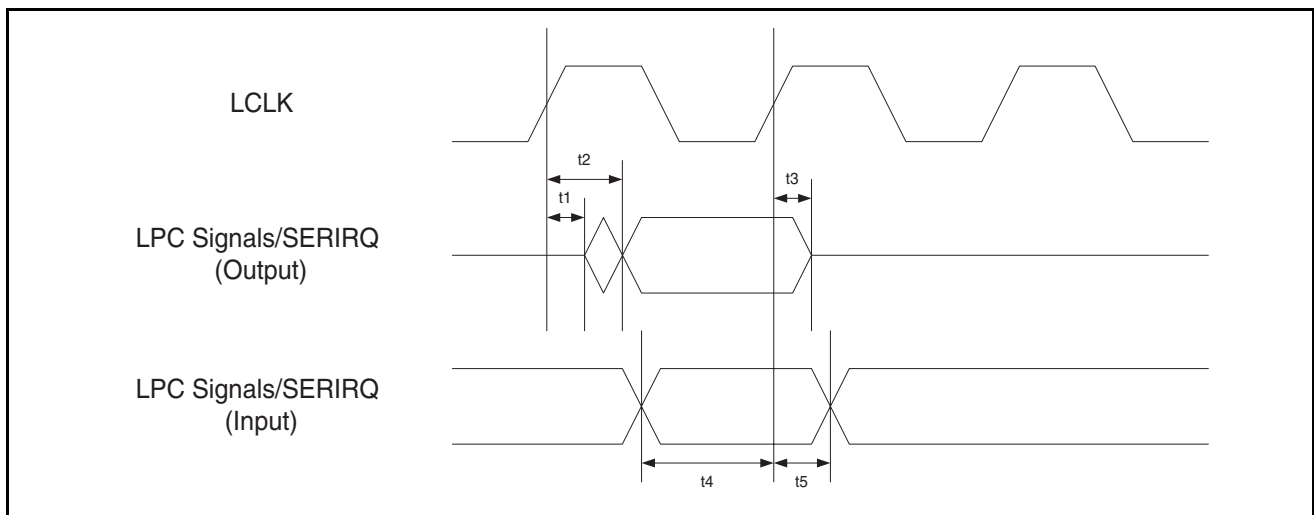 LCLK
t2
t1
t3
LPC Signals/SERIRQ
(Output)
LPC Signals/SERIRQ
(Input)
t4
t5